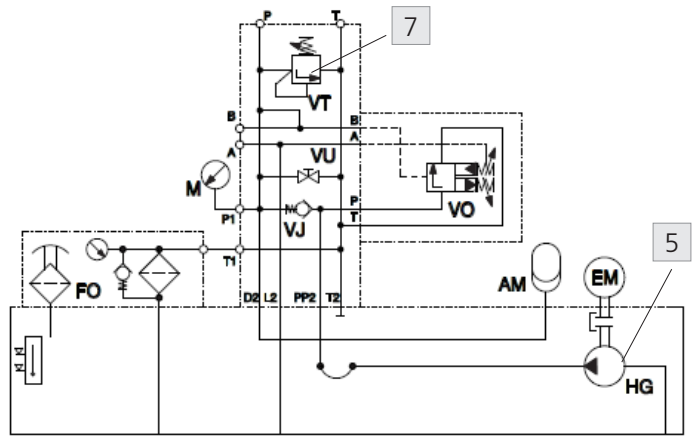 P T
7
VT
B B
A A
VU
M
P1 VJ P
T
VO
T1
FO
AM EM
5
D2 L2 PP2 T2
HG